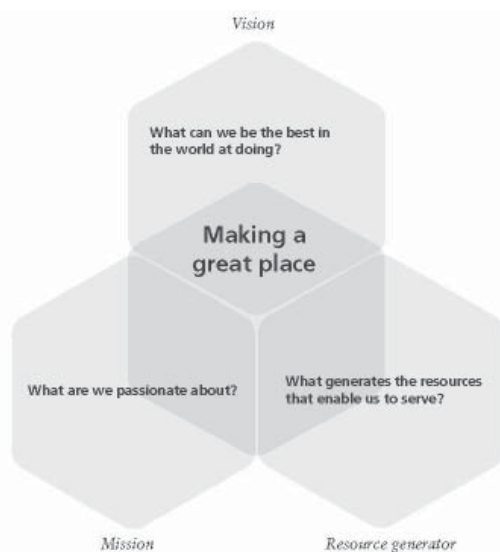 Vision
What can we be the best in
the world at doing?
Making a
great place
What are we passionate about?
What generates the resources
that enable us to serve?
Mission
Resource generator